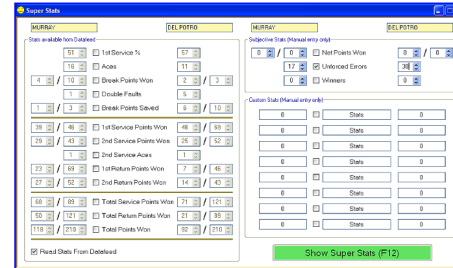 Super Stats
MURRAY DEL POTRO
Stats available from Datafeed
51 1st Service % 57
16 Aces 11
4 / 10 Break Points Won 2 / 3
1 Double Faults 5
1 / 3 Break Points Saved 6 / 10
39 / 46 1st Service Points Won 46 / 69
29 / 43 2nd Service Points Won 25 / 52
1 2nd Service Aces 1
23 / 69 1st Return Points Won 7 / 46
27 / 52 2nd Return Points Won 14 / 43
68 / 89 Total Service Points Won 71 / 121
50 / 121 Total Return Points Won 21 / 89
118 / 210 Total Points Won 92 / 210
Read Stats From Datafeed
MURRAY DEL POTRO
Subjective Stats (Manual entry only)
0 / 0 Net Points Won 0 / 0
17 Unforced Errors 38
0 Winners 0
Custom Stats (Manual entry only)
0 Stats 0
0 Stats 0
0 Stats 0
0 Stats 0
0 Stats 0
0 Stats 0
0 Stats 0
0 Stats 0
Show Super Stats (F12)